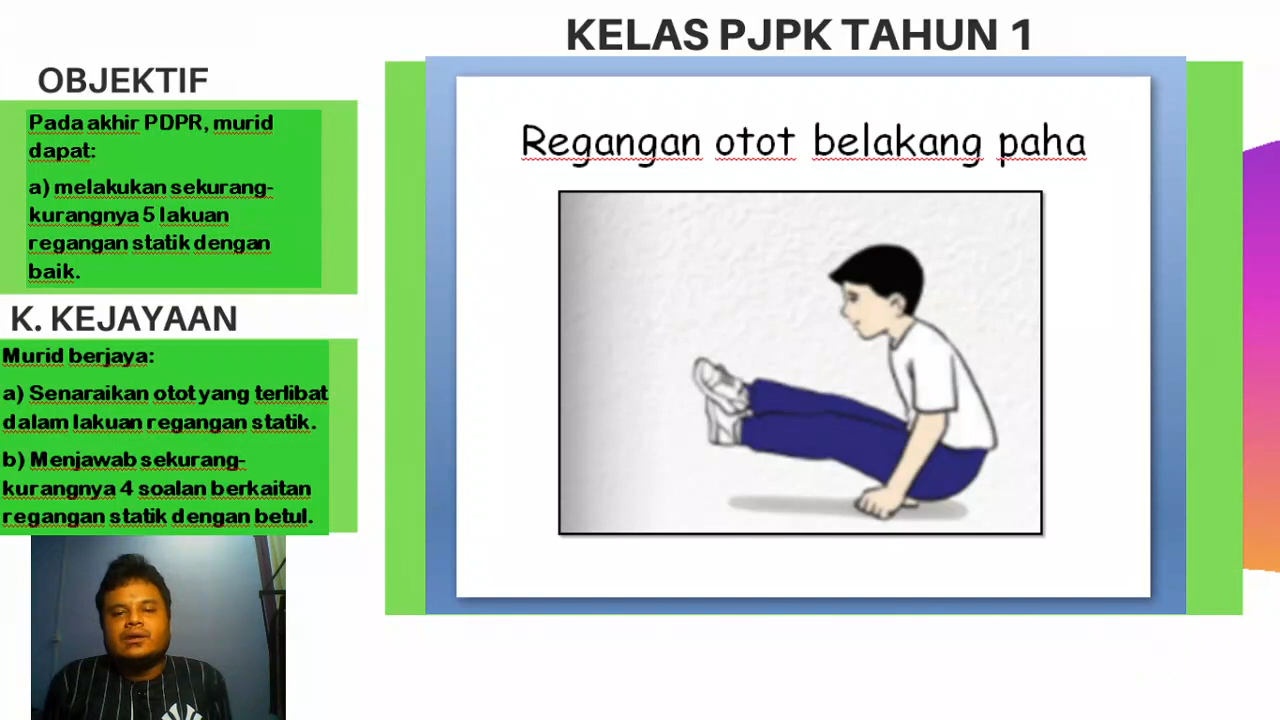 KELAS PJPK TAHUN 1
OBJEKTIF
Pada akhir PDPR, murid
dapat:
a) melakukan sekurang-
kurangnya 5 lakuan
regangan statik dengan
baik.
K. KEJAYAAN
Murid berjaya:
a) Senaraikan otot yang terlibat
dalam lakuan regangan statik.
b) Menjawab sekurang-
kurangnya 4 soalan berkaitan
regangan statik dengan betul.
Regangan otot belakang paha